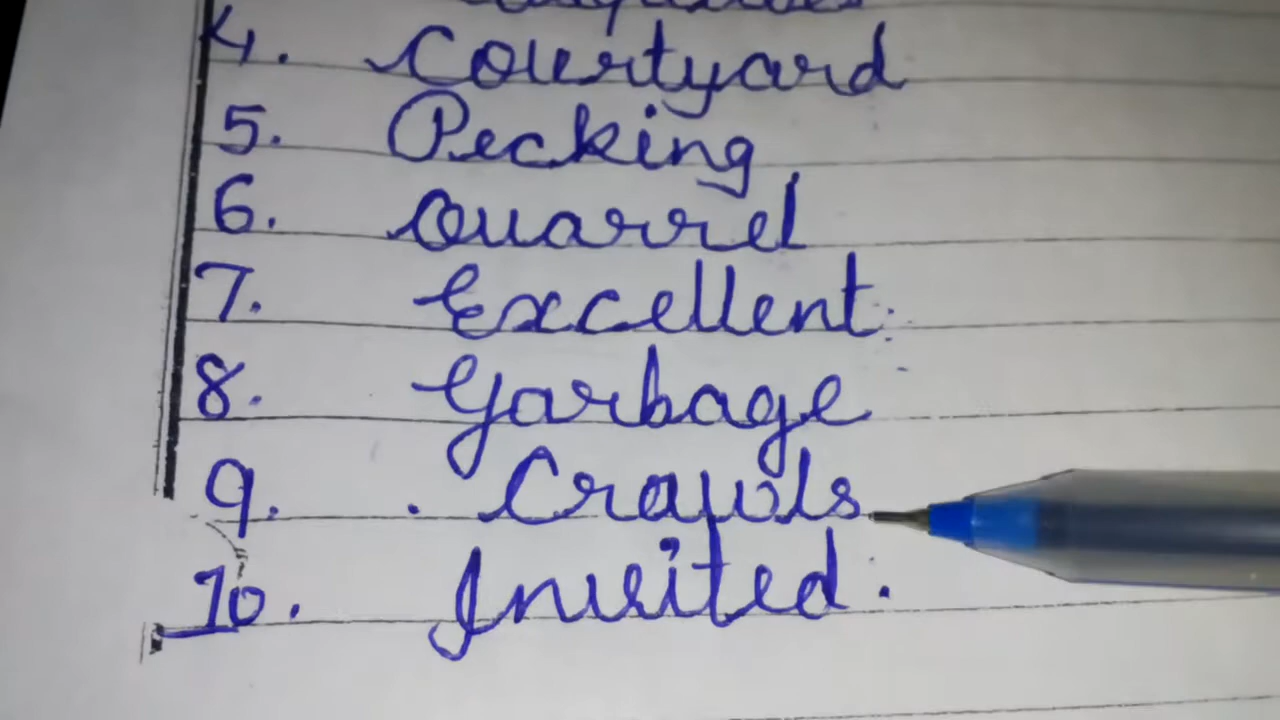 4. Courtyard
5. Pecking
6. Quarrel
7. Excellent
8. Garbage
9. Crawls
10. Invited.